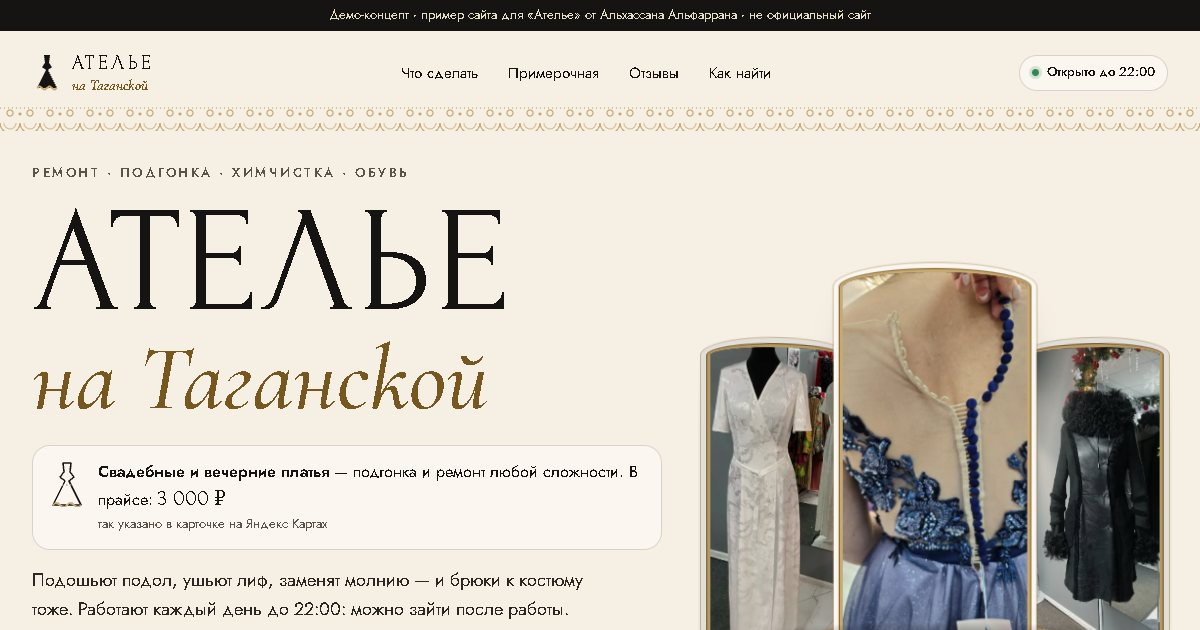 Демо-концепт · пример сайта для «Ателье» от Альхассана Альфаррана · не официальный сайт
АТЕЛЬЕ
на Таганской
Что сделать
Примерочная
Отзывы
Как найти
Открыто до 22:00
РЕМОНТ · ПОДГОНКА · ХИМЧИСТКА · ОБУВЬ
АТЕЛЬЕ
на Таганской
Свадебные и вечерние платья — подгонка и ремонт любой сложности. В
прайсе: 3 000 ₽
так указано в карточке на Яндекс Картах
Подошьют подол, ушьют лиф, заменят молнию — и брюки к костюму
тоже. Работают каждый день до 22:00: можно зайти после работы.